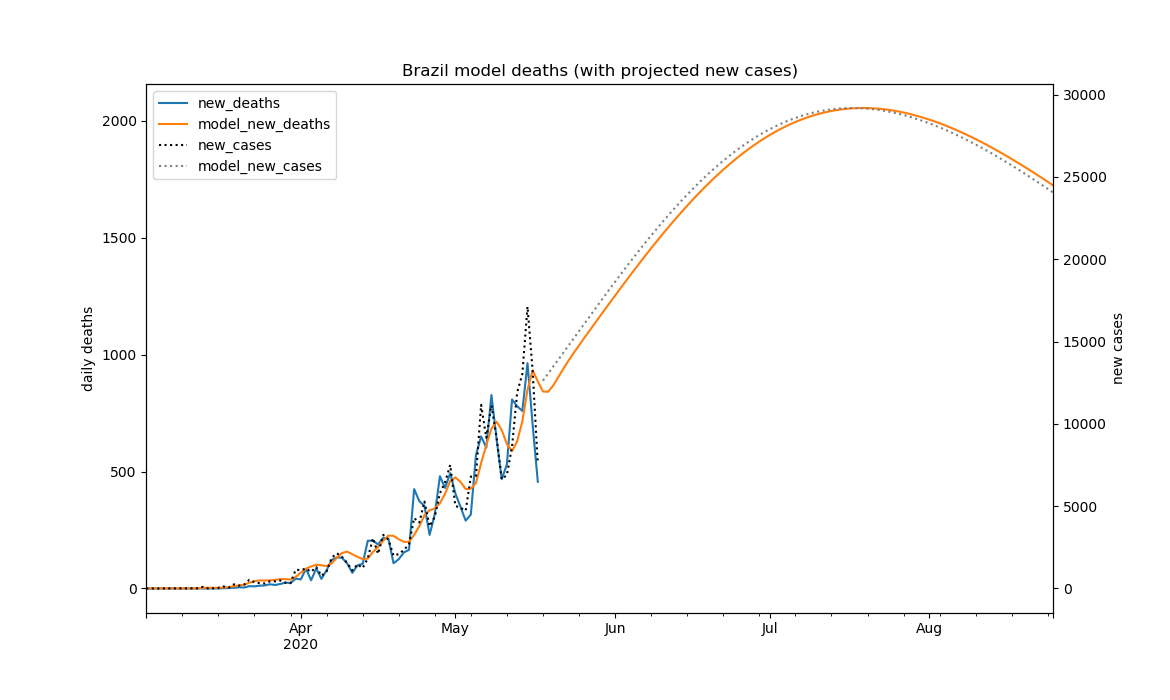 Brazil model deaths (with projected new cases)
new_deaths
model_new_deaths
new_cases
model_new_cases
2000
1500
1000
500
0
daily deaths
30000
25000
20000
15000
10000
5000
0
new cases
Apr
2020
May
Jun
Jul
Aug